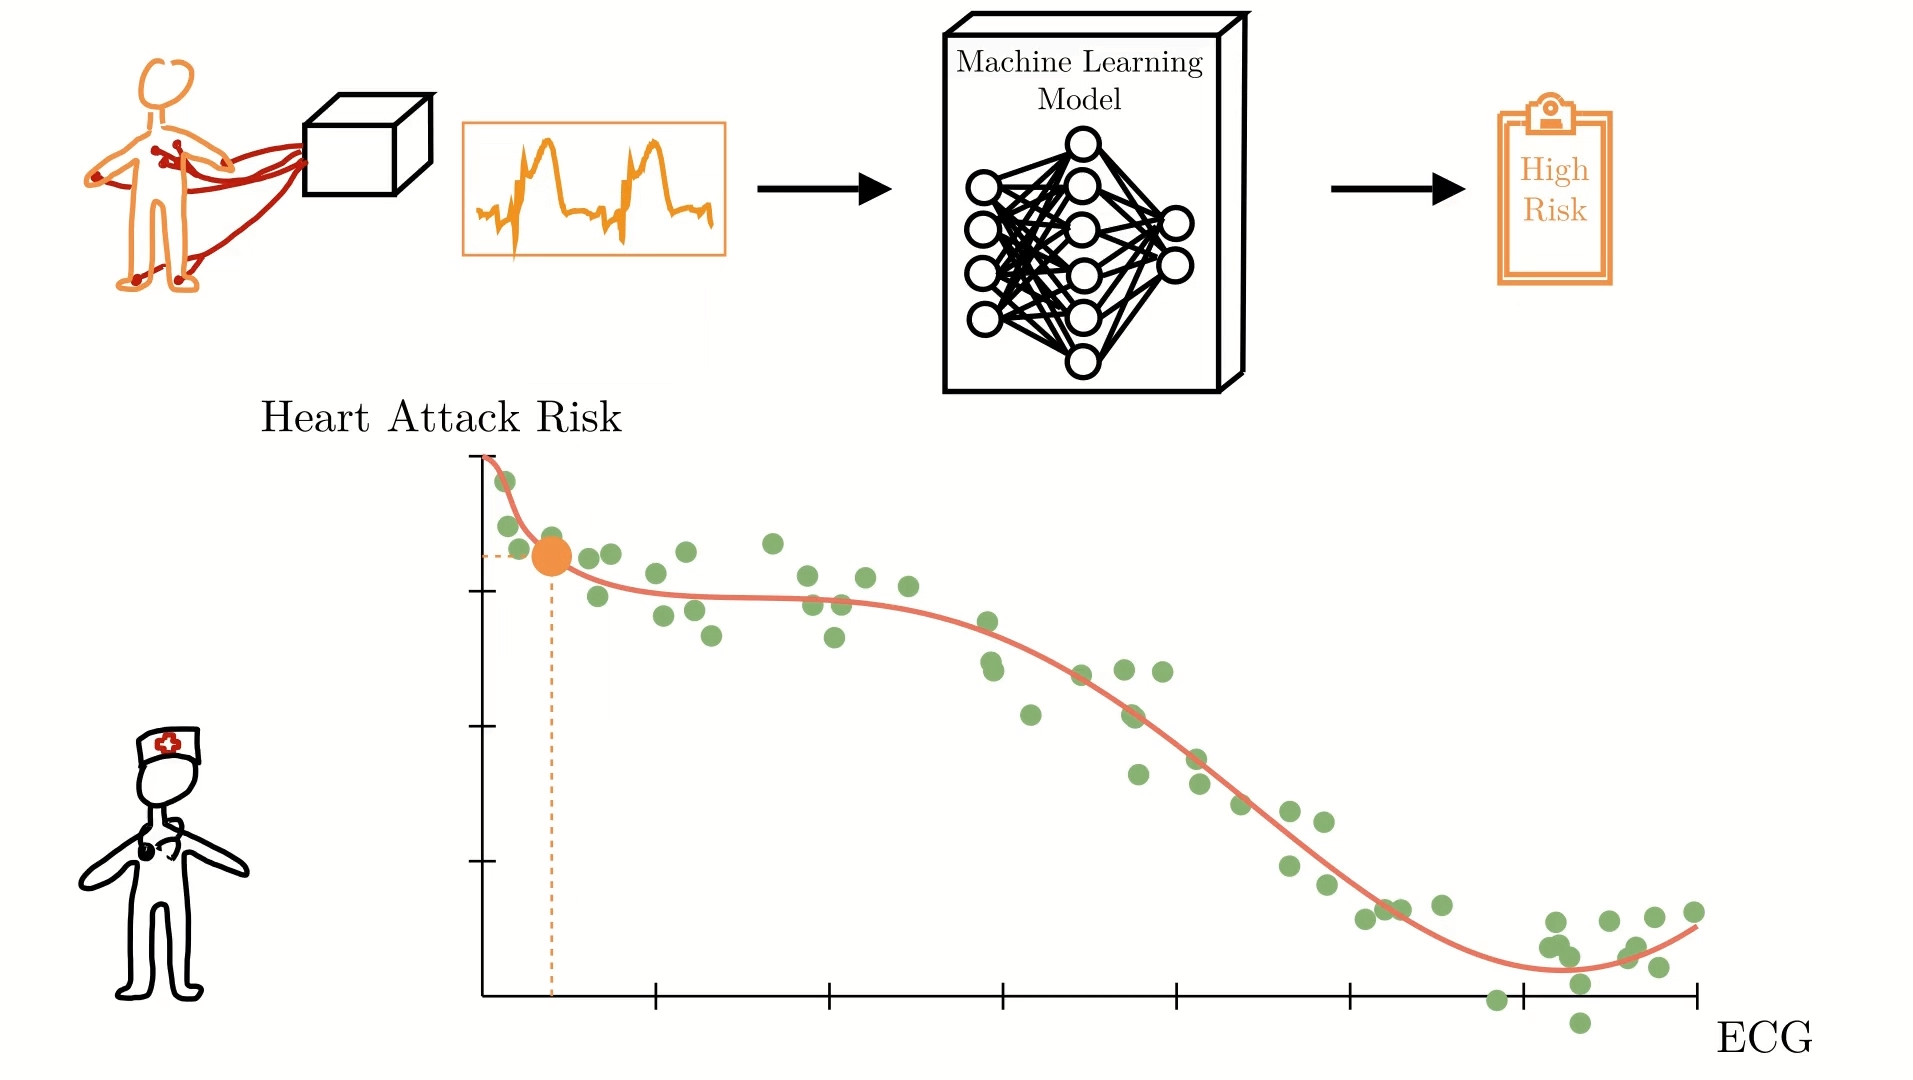 Machine Learning
Model
High
Risk
Heart Attack Risk
ECG